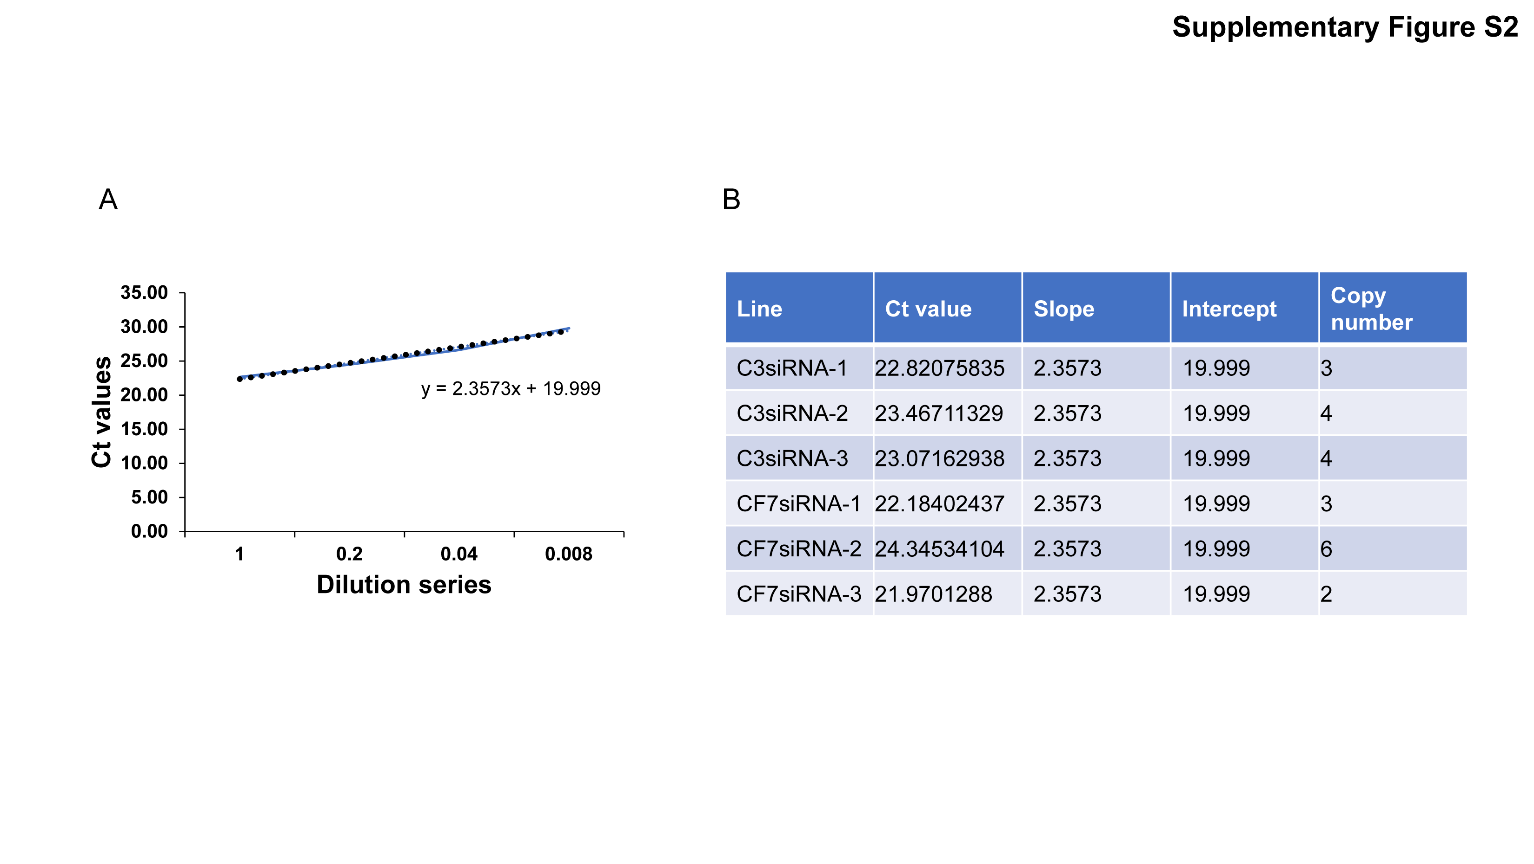 Supplementary Figure S2
A
B
35.00
30.00
25.00
20.00
15.00
10.00
5.00
0.00
Ct values
y = 2.3573x + 19.999
1 0.2 0.04 0.008
Dilution series
Line Ct value Slope Intercept Copy number
C3siRNA-1 22.82075835 2.3573 19.999 3
C3siRNA-2 23.46711329 2.3573 19.999 4
C3siRNA-3 23.07162938 2.3573 19.999 4
CF7siRNA-1 22.18402437 2.3573 19.999 3
CF7siRNA-2 24.34534104 2.3573 19.999 6
CF7siRNA-3 21.9701288 2.3573 19.999 2